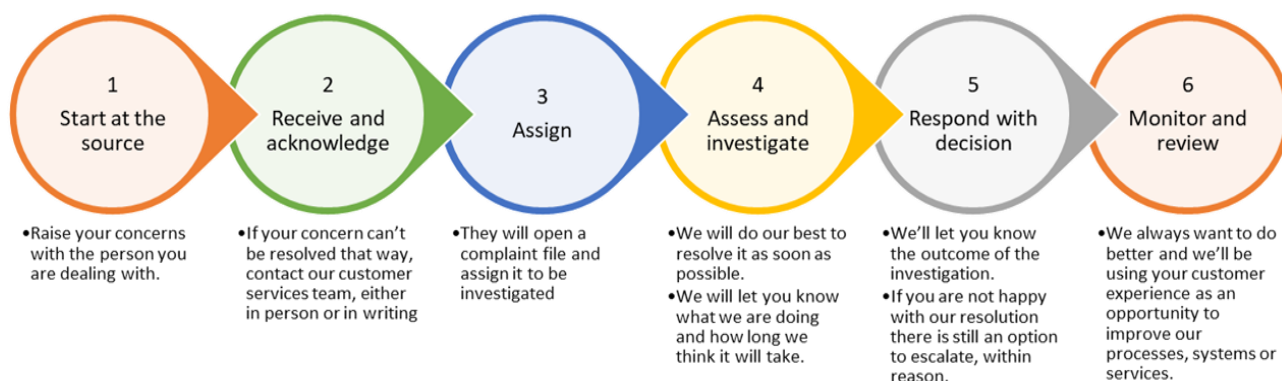 1
Start at the
source
2
Receive and
acknowledge
3
Assign
4
Assess and
investigate
5
Respond with
decision
6
Monitor and
review
•Raise your concerns
with the person you
are dealing with.
•If your concern can't
be resolved that way,
contact our customer
services team, either
in person or in writing
•They will open a
complaint file and
assign it to be
investigated
•We will do our best to
resolve it as soon as
possible.
•We will let you know
what we are doing
and how long we
think it will take.
•We'll let you know
the outcome of the
investigation.
•If you are not happy
with our resolution
there is still an option
to escalate, within
reason.
•We always want to do
better and we'll be
using your customer
experience as an
opportunity to
improve our
processes, systems or
services.